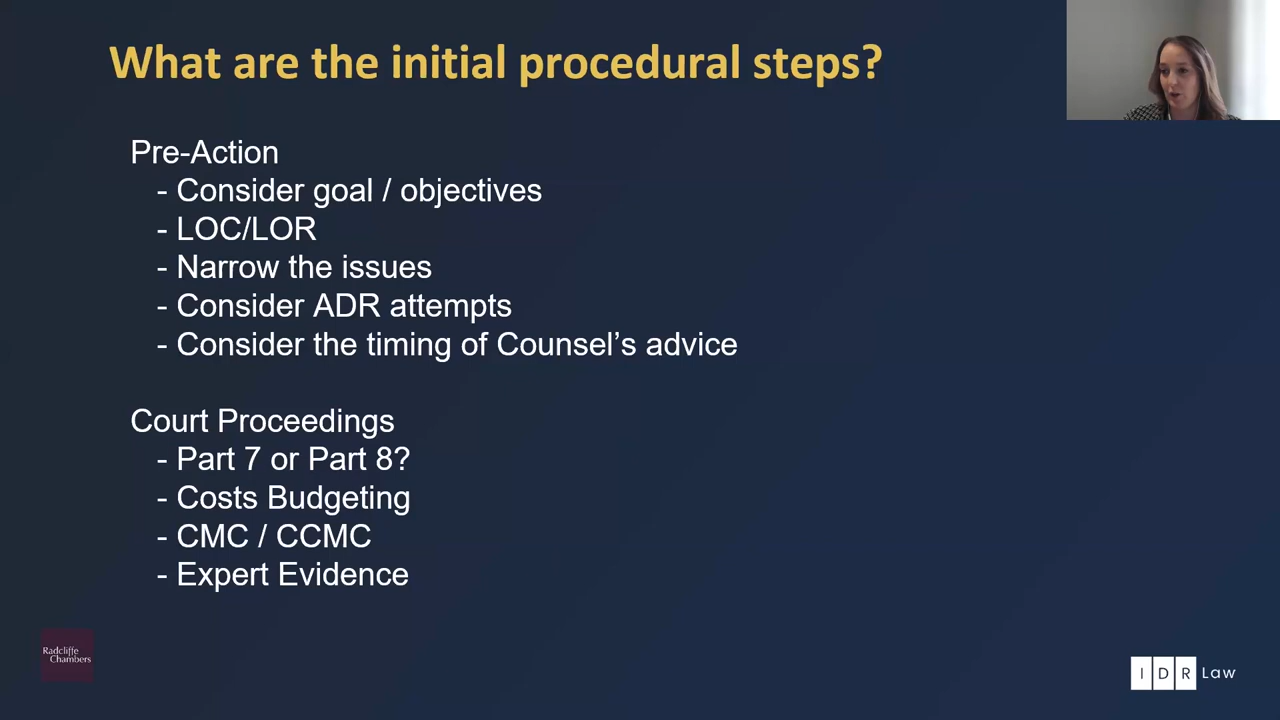 What are the initial procedural steps?
Pre-Action
- Consider goal / objectives
- LOC/LOR
- Narrow the issues
- Consider ADR attempts
- Consider the timing of Counsel’s advice
Court Proceedings
- Part 7 or Part 8?
- Costs Budgeting
- CMC / CCMC
- Expert Evidence
Radcliffe
Chambers
IDR Law